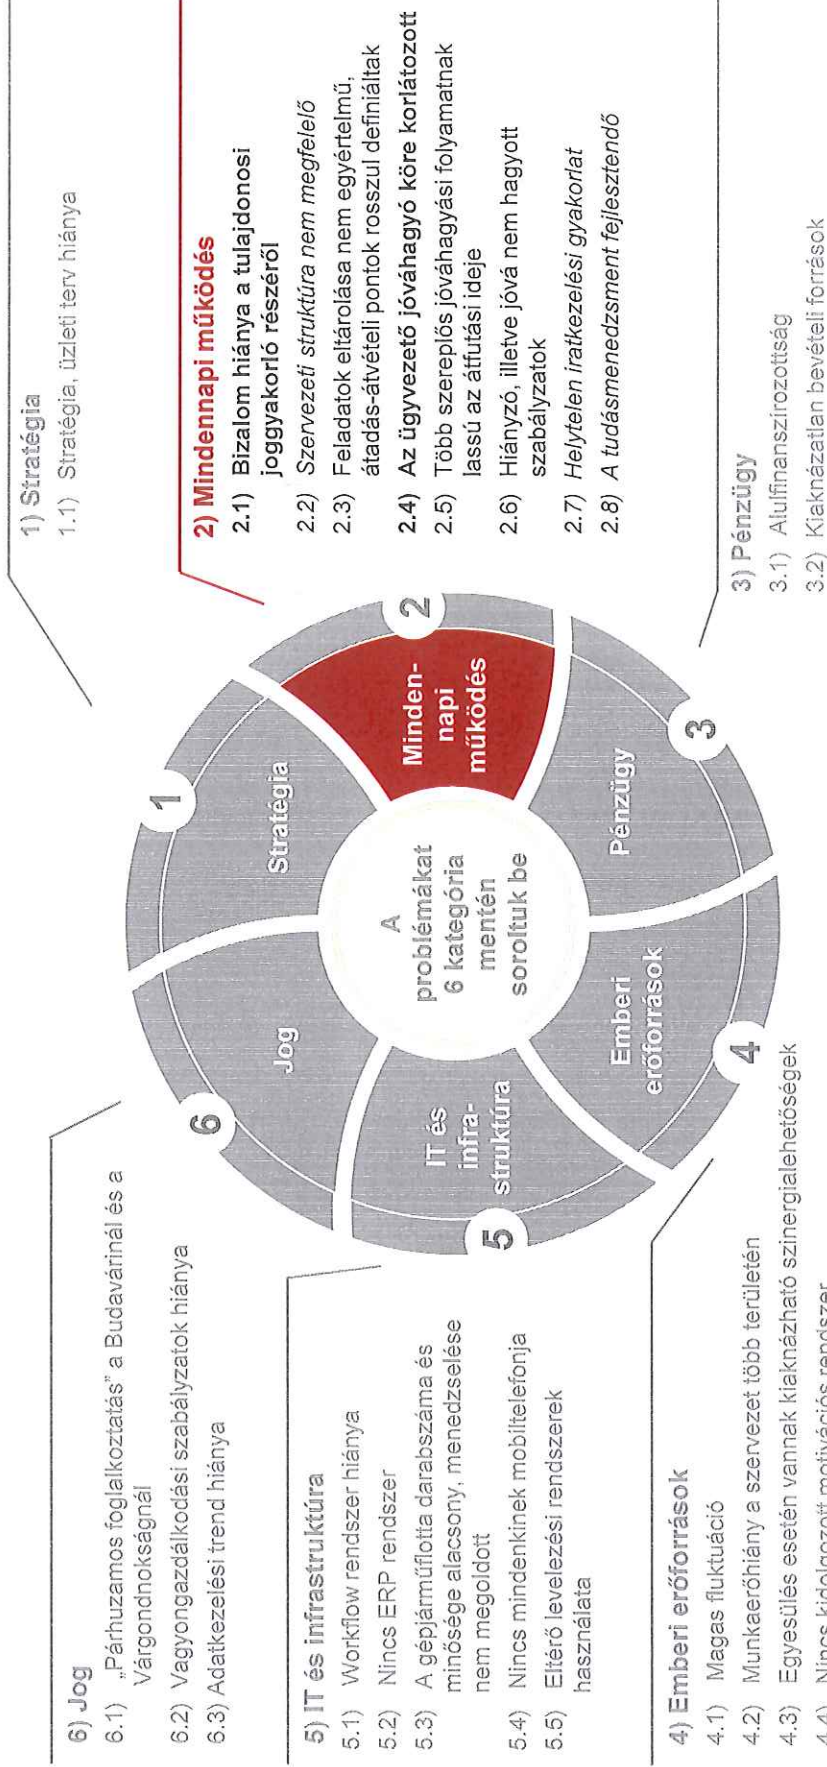 1) Stratégia
1.1) Stratégia, üzleti terv hiánya
2) Mindennapi működés
2.1) Bizalom hiánya a tulajdonosi
joggyakorló részéről
2.2) Szervezeti struktúra nem megfelelő
2.3) Feladatok eltárolása nem egyértelmű,
átadás-átvételi pontok rosszul definiáltak
2.4) Az ügyvezető jóváhagyó köre korlátozott
2.5) Több szereplős jóváhagyási folyamatnak
lassú az átfutási ideje
2.6) Hiányzó, illetve jóvá nem hagyott
szabályzatok
2.7) Helytelen iratkezelési gyakorlat
2.8) A tudásmenedzsment fejlesztendő
3) Pénzügy
3.1) Alulfinanszírozottság
3.2) Kiaknázatlan bevételi források
1
Stratégia
2
Minden-
napi
működés
3
Pénzügy
4
Emberi
erőforrások
5
IT és
infra-
struktúra
6
Jog
A
problémákat
6 kategória
mentén
soroltuk be
6) Jog
6.1) „Párhuzamos foglalkoztatás” a Budavárinál és a
Várgondnokságnál
6.2) Vagyongazdálkodási szabályzatok hiánya
6.3) Adatkezelési trend hiánya
5) IT és infrastruktúra
5.1) Workflow rendszer hiánya
5.2) Nincs ERP rendszer
5.3) A gépjárműflotta darabszáma és
minősége alacsony, menedzselése
nem megoldott
5.4) Nincs mindenkinek mobiltelefonja
5.5) Eltérő levelezési rendszerek
használata
4) Emberi erőforrások
4.1) Magas fluktuáció
4.2) Munkaerőhiány a szervezet több területén
4.3) Egyesülés esetén vannak kiaknázható szinergialehetőségek
4.4) Nincs kidolgozott motivációs rendszer